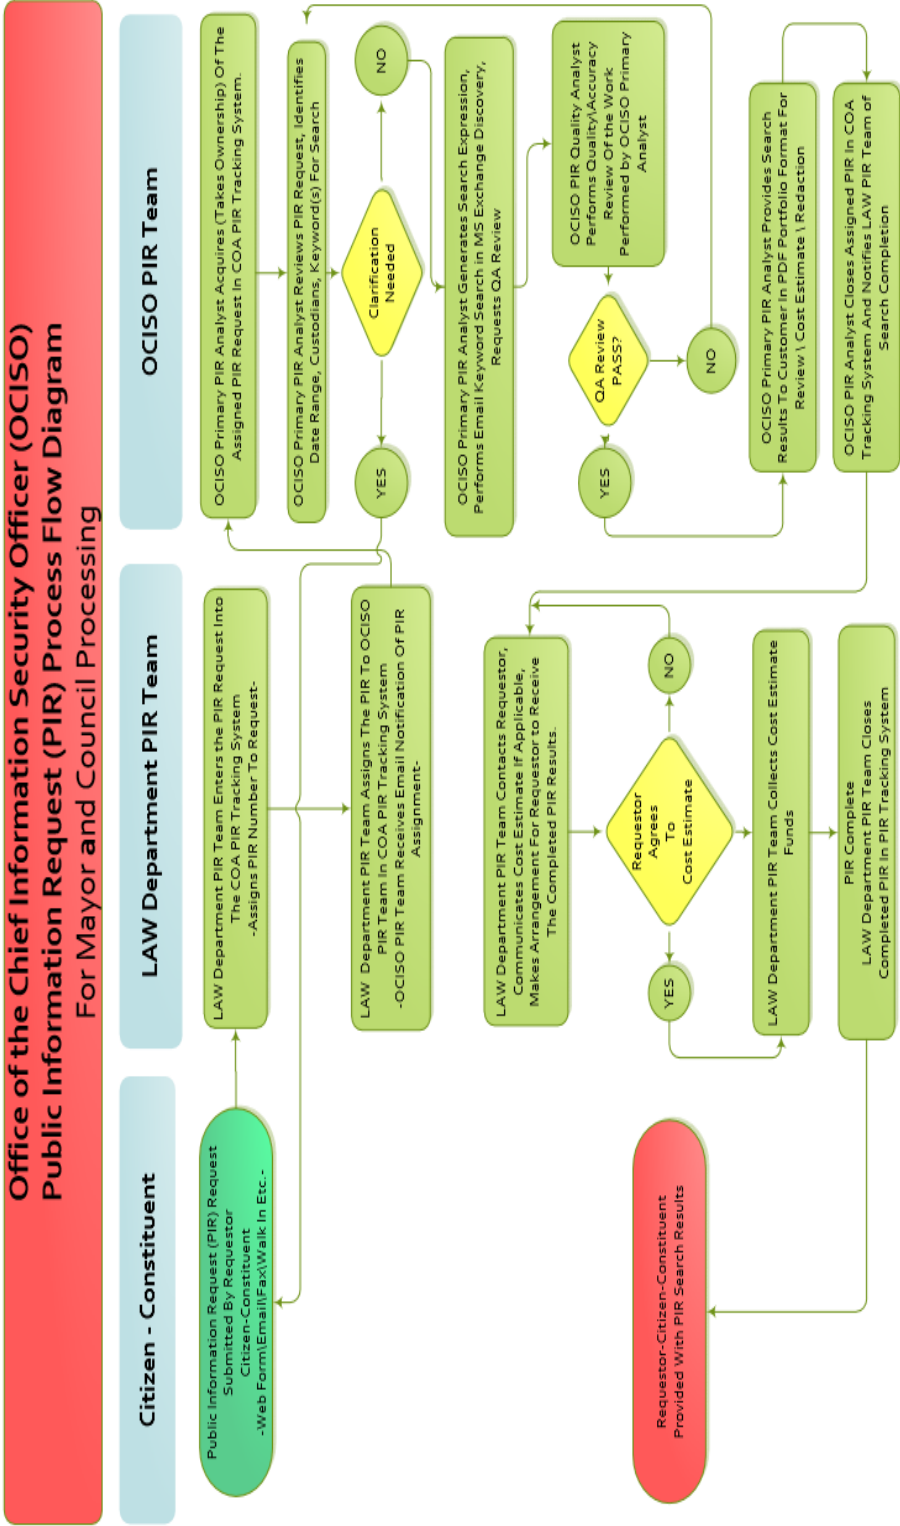 Office of the Chief Information Security Officer (OCISO)
Public Information Request (PIR) Process Flow Diagram
For Mayor and Council Processing
Citizen - Constituent
LAW Department PIR Team
OCISO PIR Team
Public Information Request (PIR) Request
Submitted By Requestor
Citizen-Constituent
-Web Form\Email\Fax\Walk In Etc.-
LAW Department PIR Team Enters the PIR Request Into
The COA PIR Tracking System
-Assigns PIR Number To Request-
LAW  Department PIR Team Assigns The PIR To OCISO
PIR Team In COA PIR Tracking System
-OCISO PIR Team Receives Email Notification Of PIR
Assignment-
OCISO Primary PIR Analyst Acquires (Takes Ownership) Of The
Assigned PIR Request In COA PIR Tracking System.
OCISO Primary PIR Analyst Reviews PIR Request, Identifies
Date Range, Custodians, Keyword(s) For Search
Clarification
Needed
YES
NO
OCISO Primary PIR Analyst Generates Search Expression,
Performs Email Keyword Search in MS Exchange Discovery,
Requests QA Review
OCISO PIR Quality Analyst
Performs Quality\Accuracy
Review Of the Work
Performed by OCISO Primary
Analyst
QA Review
PASS?
YES
NO
OCISO Primary PIR Analyst Provides Search
Results To Customer In PDF Portfolio Format For
Review \ Cost Estimate \ Redaction
OCISO PIR Analyst Closes Assigned PIR In COA
Tracking System And Notifies LAW PIR Team of
Search Completion
LAW Department PIR Team Contacts Requestor,
Communicates Cost Estimate If Applicable,
Makes Arrangement For Requestor to Receive
The Completed PIR Results.
Requestor
Agrees
To
Cost Estimate
YES
NO
LAW Department PIR Team Collects Cost Estimate
Funds
PIR Complete
LAW Department PIR Team Closes
Completed PIR In PIR Tracking System
Requestor-Citizen-Constituent
Provided With PIR Search Results